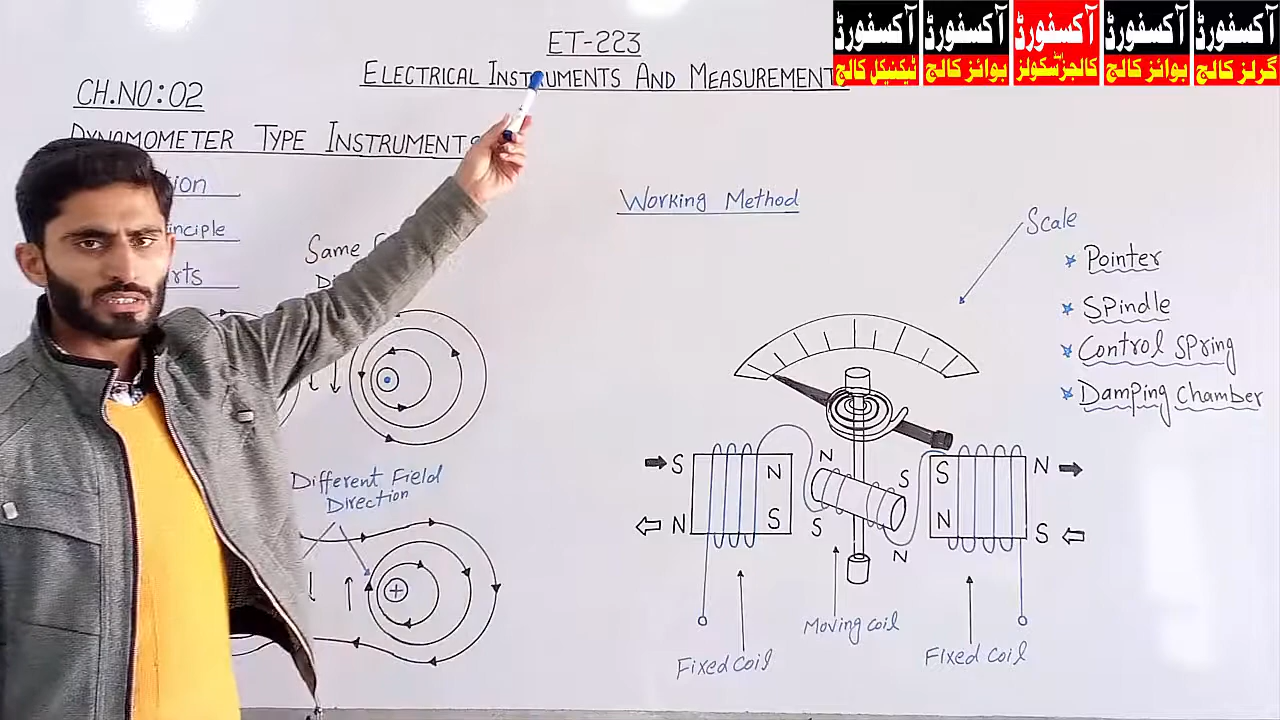 آکسفورڈ
ٹیکنیکل کالج
آکسفورڈ
بوائز کالج
آکسفورڈ
کالجز اینڈ سکولز
آکسفورڈ
بوائز کالج
آکسفورڈ
گرلز کالج
ET-223
ELECTRICAL INSTRUMENTS AND MEASUREMENT
CH.NO:02
DYNAMOMETER TYPE INSTRUMENTS
Same
Different Field
Direction
Working Method
Scale
Pointer
Spindle
Control Spring
Damping Chamber
S N N S S N
N S S N N S
Fixed coil
Moving coil
Fixed coil